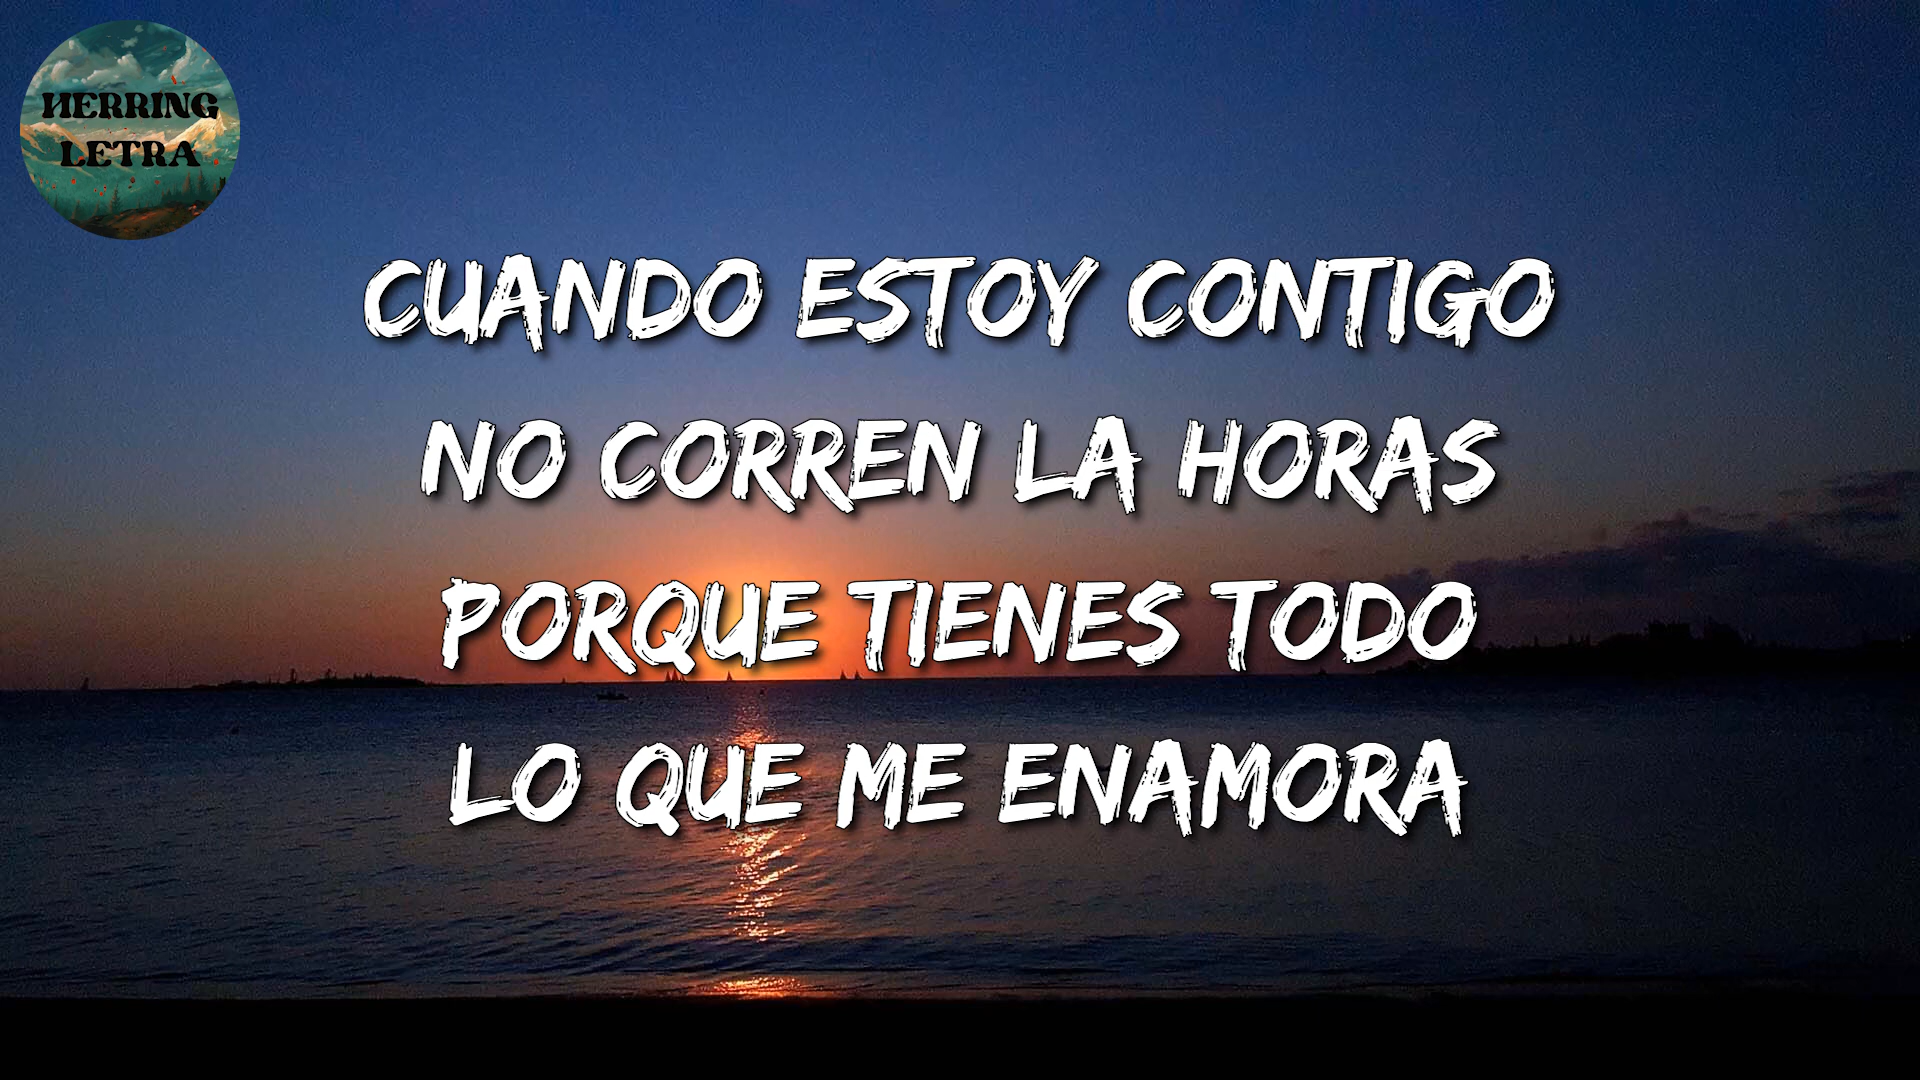 HERRING
LETRA
CUANDO ESTOY CONTIGO
NO CORREN LA HORAS
PORQUE TIENES TODO
LO QUE ME ENAMORA